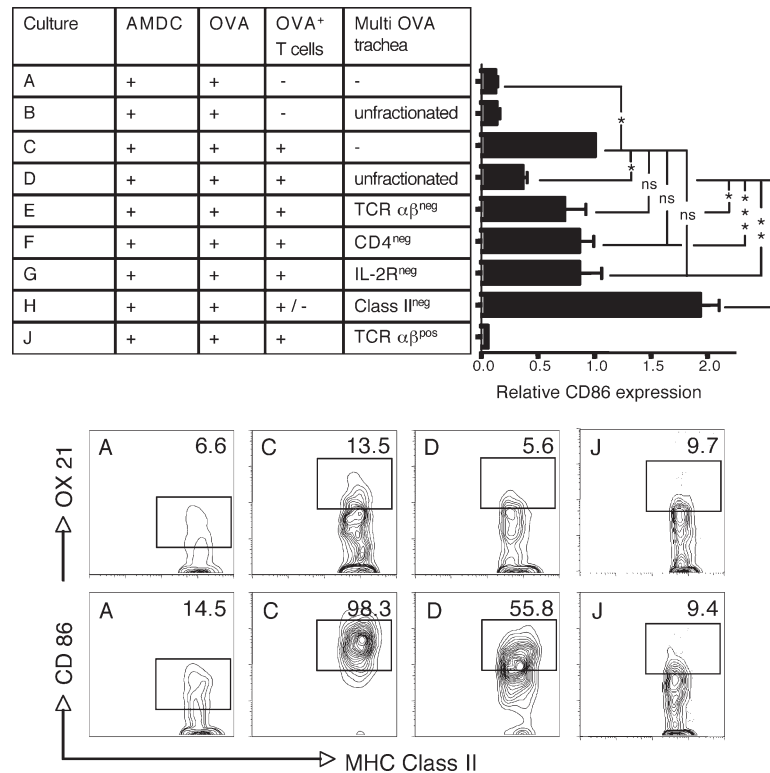 Culture AMDC OVA OVA⁺ T cells Multi OVA trachea
A + + - -
B + + - unfractionated
C + + + -
D + + + unfractionated
E + + + TCR αβⁿᵉᵍ
F + + + CD4ⁿᵉᵍ
G + + + IL-2Rⁿᵉᵍ
H + + + / - Class IIⁿᵉᵍ
J + + + TCR αβᵖᵒˢ
*
*
ns
ns
ns
*
* * *
* *
0.0 0.5 1.0 1.5 2.0
Relative CD86 expression
OX 21
A 6.6
C 13.5
D 5.6
J 9.7
CD 86
A 14.5
C 98.3
D 55.8
J 9.4
MHC Class II